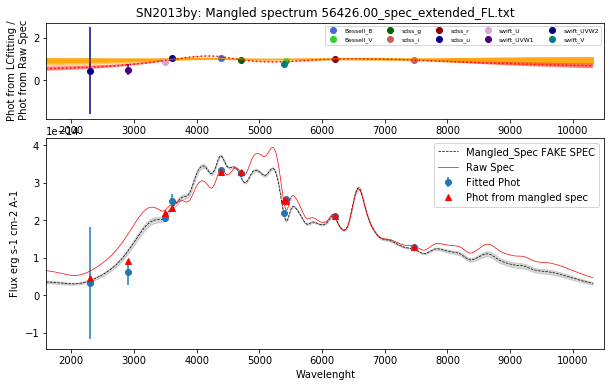 SN2013by: Mangled spectrum 56426.00_spec_extended_FL.txt
Phot from LCfitting /
Phot from Raw Spec
2
0
Bessell_B
Bessell_V
sdss_g
sdss_i
sdss_r
sdss_u
swift_U
swift_UVW1
swift_UVW2
swift_V
2000 3000 4000 5000 6000 7000 8000 9000 10000
1e−14
Flux erg s-1 cm-2 A-1
4
3
2
1
0
−1
Mangled_Spec FAKE SPEC
Raw Spec
Fitted Phot
Phot from mangled spec
2000 3000 4000 5000 6000 7000 8000 9000 10000
Wavelenght